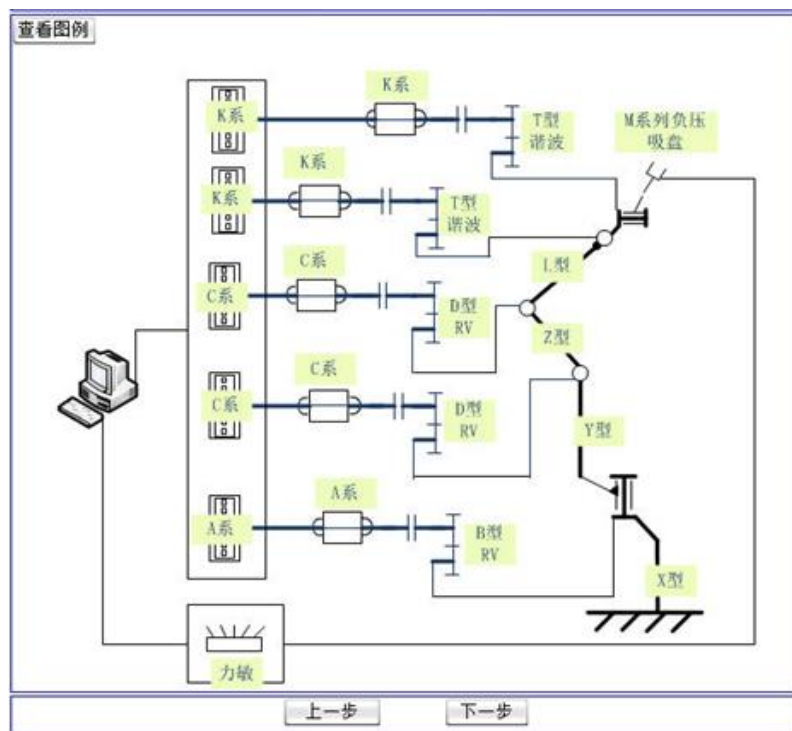 查看图例
K系
K系
T型
谐波
M系列负压
吸盘
K系
K系
T型
谐波
C系
L型
C系
D型
RV
Z型
C系
C系
D型
RV
Y型
A系
A系
B型
RV
X型
力敏
上一步
下一步